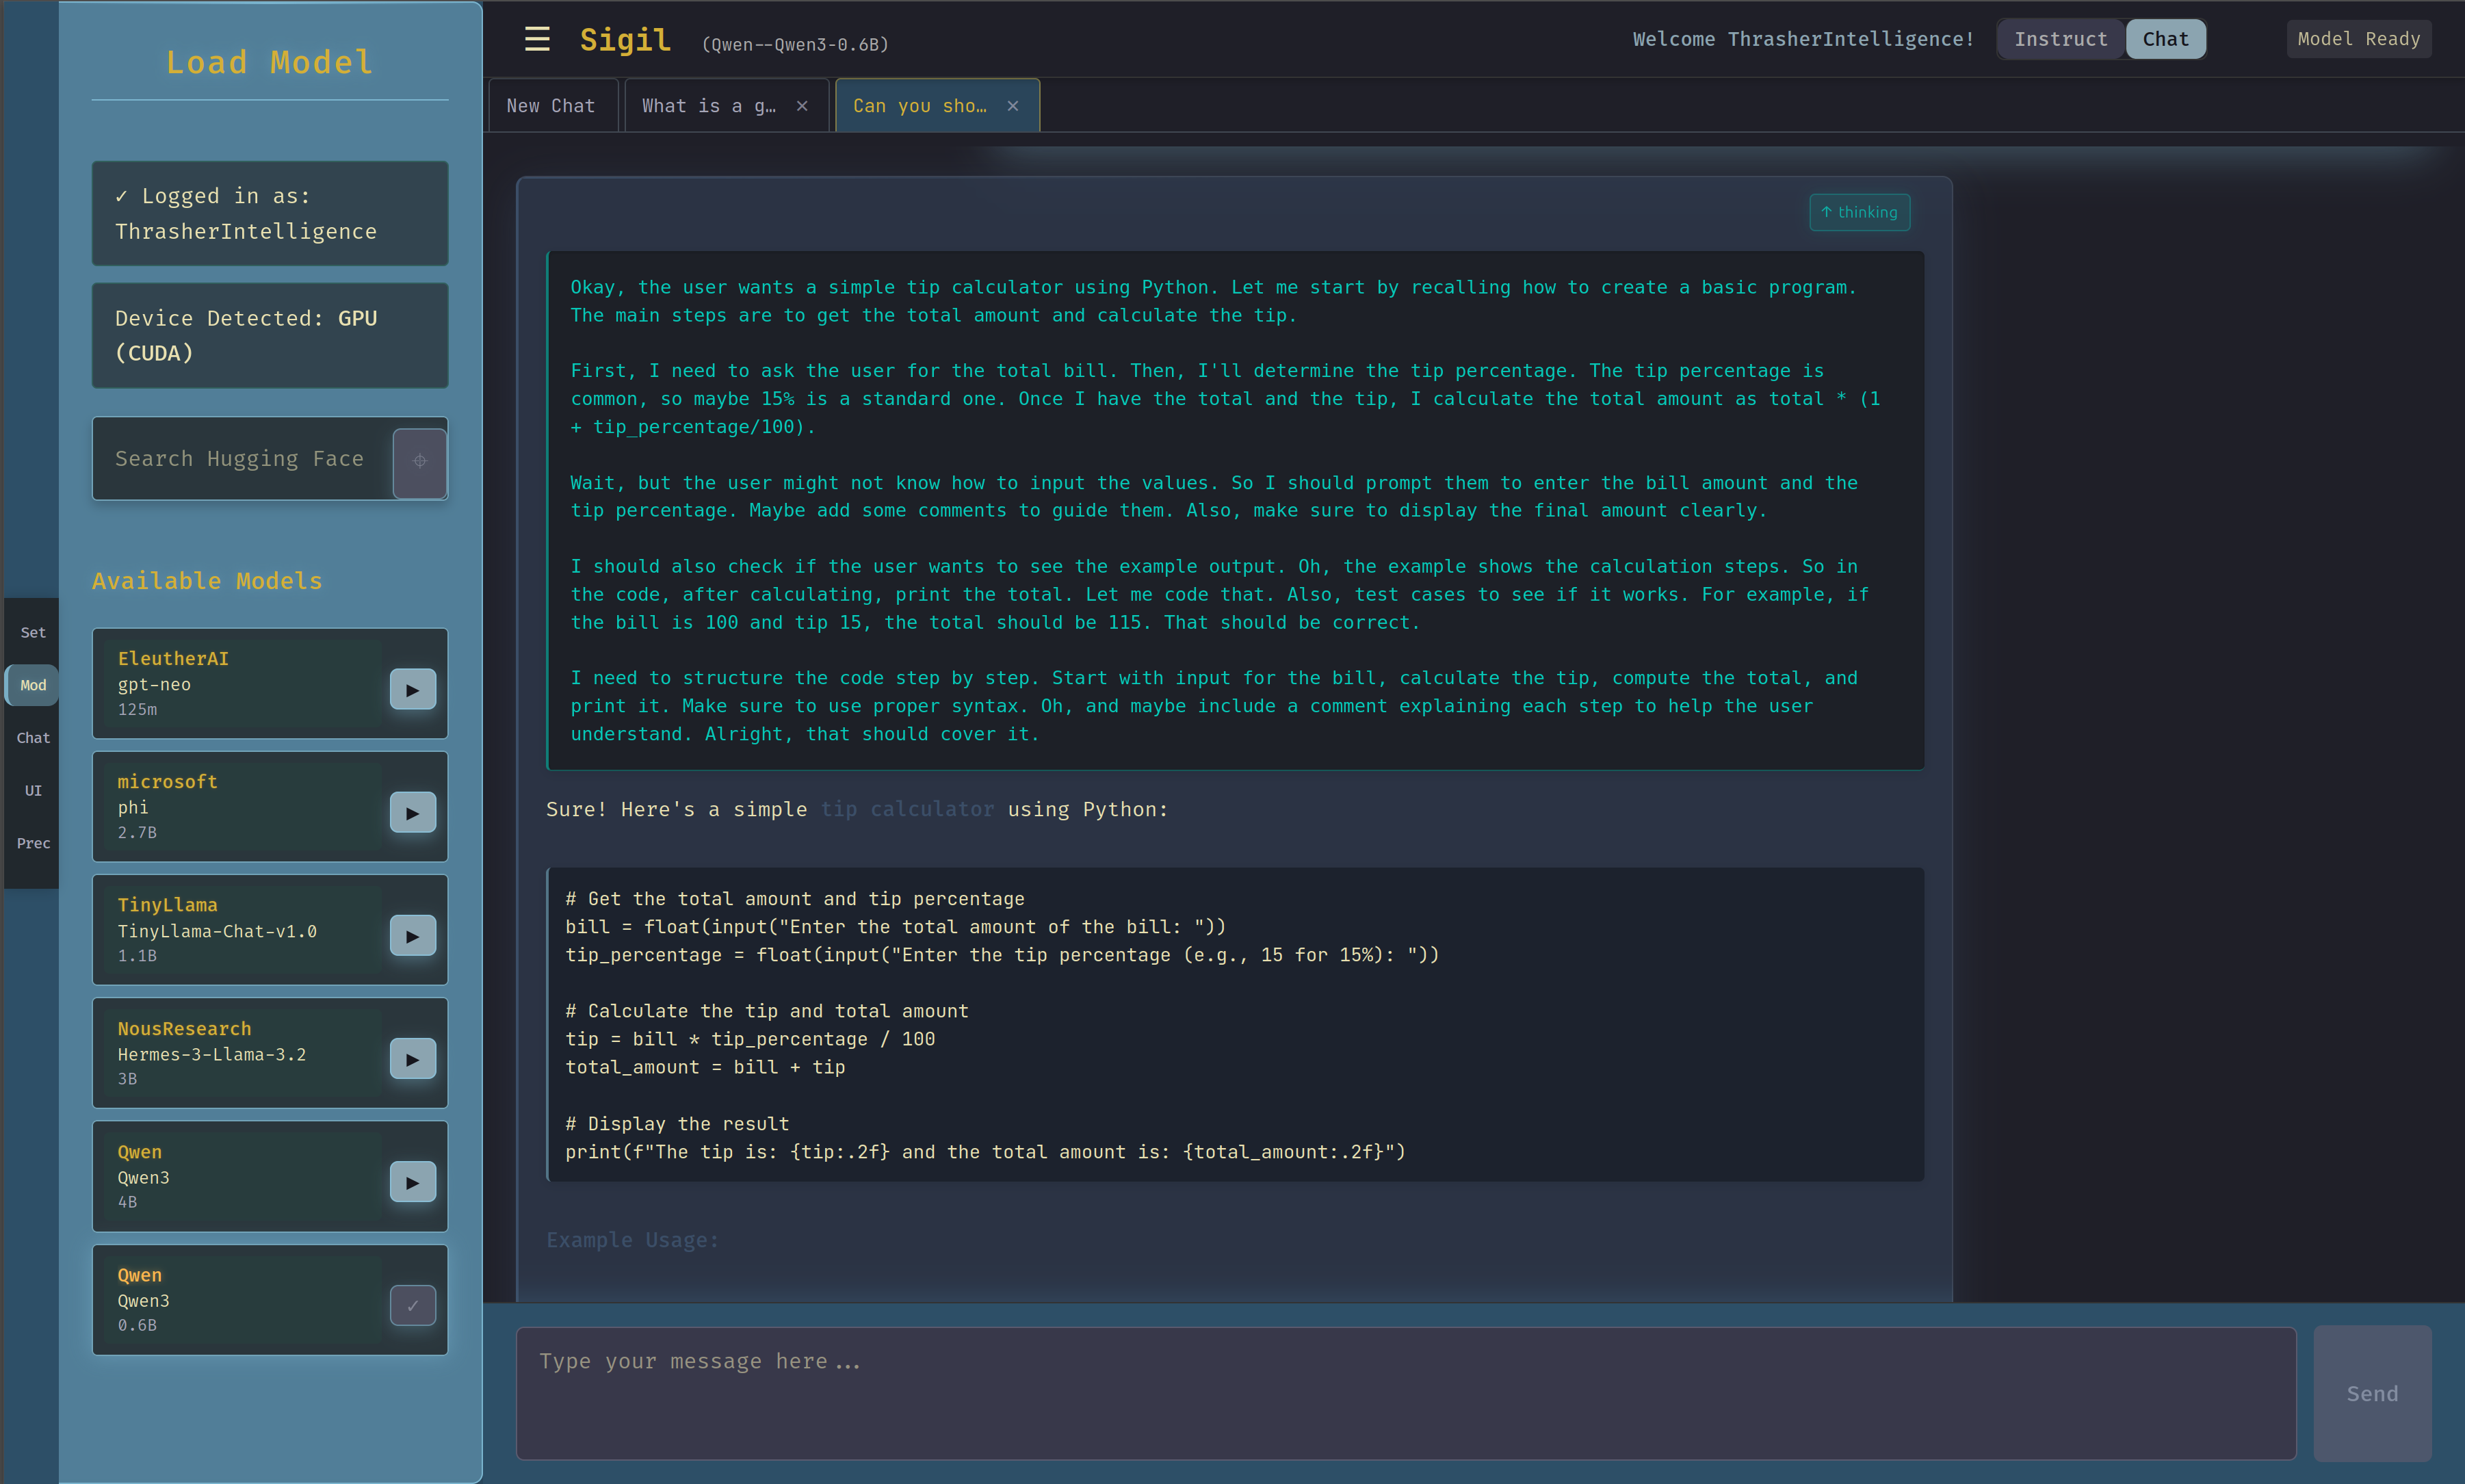 Load Model
✓ Logged in as:
ThrasherIntelligence
Device Detected: GPU
(CUDA)
Search Hugging Face
Available Models
EleutherAI
gpt-neo
125m
microsoft
phi
2.7B
TinyLlama
TinyLlama-Chat-v1.0
1.1B
NousResearch
Hermes-3-Llama-3.2
3B
Qwen
Qwen3
4B
Qwen
Qwen3
0.6B
Set
Mod
Chat
UI
Prec
☰ Sigil (Qwen--Qwen3-0.6B)
Welcome ThrasherIntelligence! Instruct Chat Model Ready
New Chat What is a g… × Can you sho… ×
↑ thinking
Okay, the user wants a simple tip calculator using Python. Let me start by recalling how to create a basic program.
The main steps are to get the total amount and calculate the tip.
First, I need to ask the user for the total bill. Then, I'll determine the tip percentage. The tip percentage is
common, so maybe 15% is a standard one. Once I have the total and the tip, I calculate the total amount as total * (1
+ tip_percentage/100).
Wait, but the user might not know how to input the values. So I should prompt them to enter the bill amount and the
tip percentage. Maybe add some comments to guide them. Also, make sure to display the final amount clearly.
I should also check if the user wants to see the example output. Oh, the example shows the calculation steps. So in
the code, after calculating, print the total. Let me code that. Also, test cases to see if it works. For example, if
the bill is 100 and tip 15, the total should be 115. That should be correct.
I need to structure the code step by step. Start with input for the bill, calculate the tip, compute the total, and
print it. Make sure to use proper syntax. Oh, and maybe include a comment explaining each step to help the user
understand. Alright, that should cover it.
Sure! Here's a simple tip calculator using Python:
# Get the total amount and tip percentage
bill = float(input("Enter the total amount of the bill: "))
tip_percentage = float(input("Enter the tip percentage (e.g., 15 for 15%): "))
# Calculate the tip and total amount
tip = bill * tip_percentage / 100
total_amount = bill + tip
# Display the result
print(f"The tip is: {tip:.2f} and the total amount is: {total_amount:.2f}")
Example Usage:
Type your message here...
Send